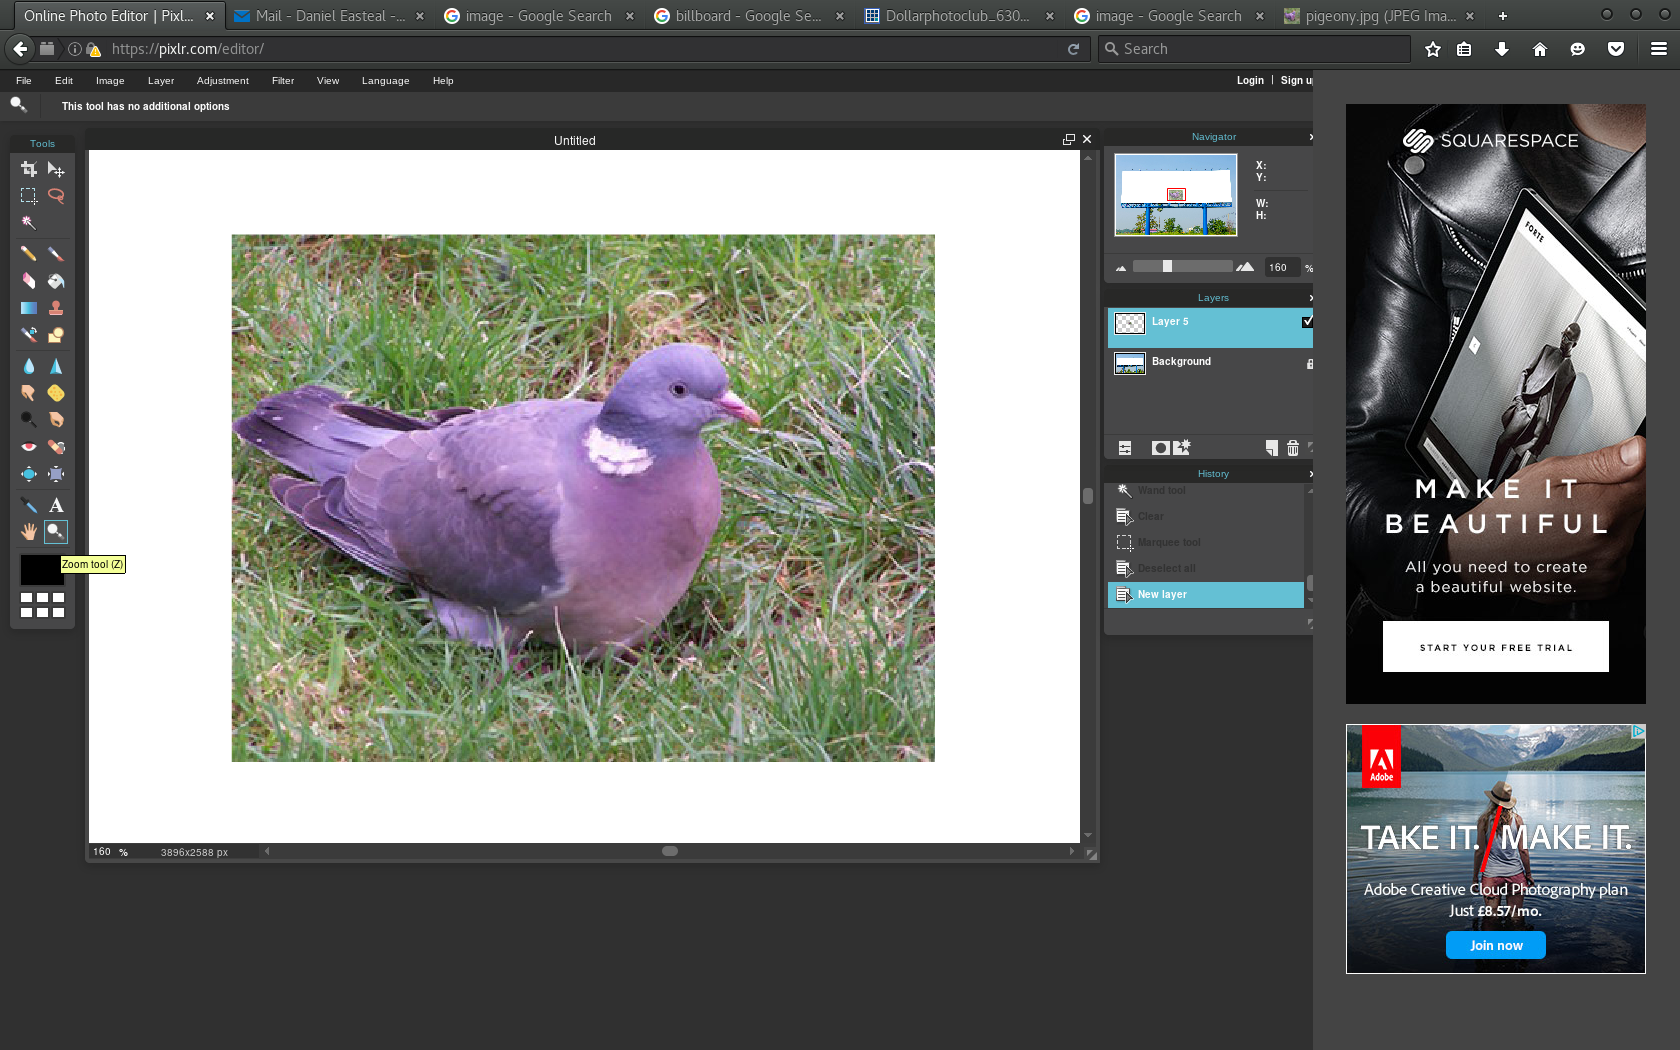 Online Photo Editor | Pixl...
Mail - Daniel Easteal -...
image - Google Search
billboard - Google Se...
Dollarphotoclub_630...
image - Google Search
pigeony.jpg (JPEG Ima...
https://pixlr.com/editor/
Search
File Edit Image Layer Adjustment Filter View Language Help
Login | Sign u
This tool has no additional options
Tools
Untitled
Navigator
X:
Y:
W:
H:
160 %
Layers
Layer 5
Background
History
Wand tool
Clear
Marquee tool
Deselect all
New layer
Zoom tool (Z)
160 % 3896x2588 px
SQUARESPACE
FORTE
MAKE IT
BEAUTIFUL
All you need to create
a beautiful website.
START YOUR FREE TRIAL
Adobe
TAKE IT. / MAKE IT.
Adobe Creative Cloud Photography plan
Just £8.57/mo.
Join now